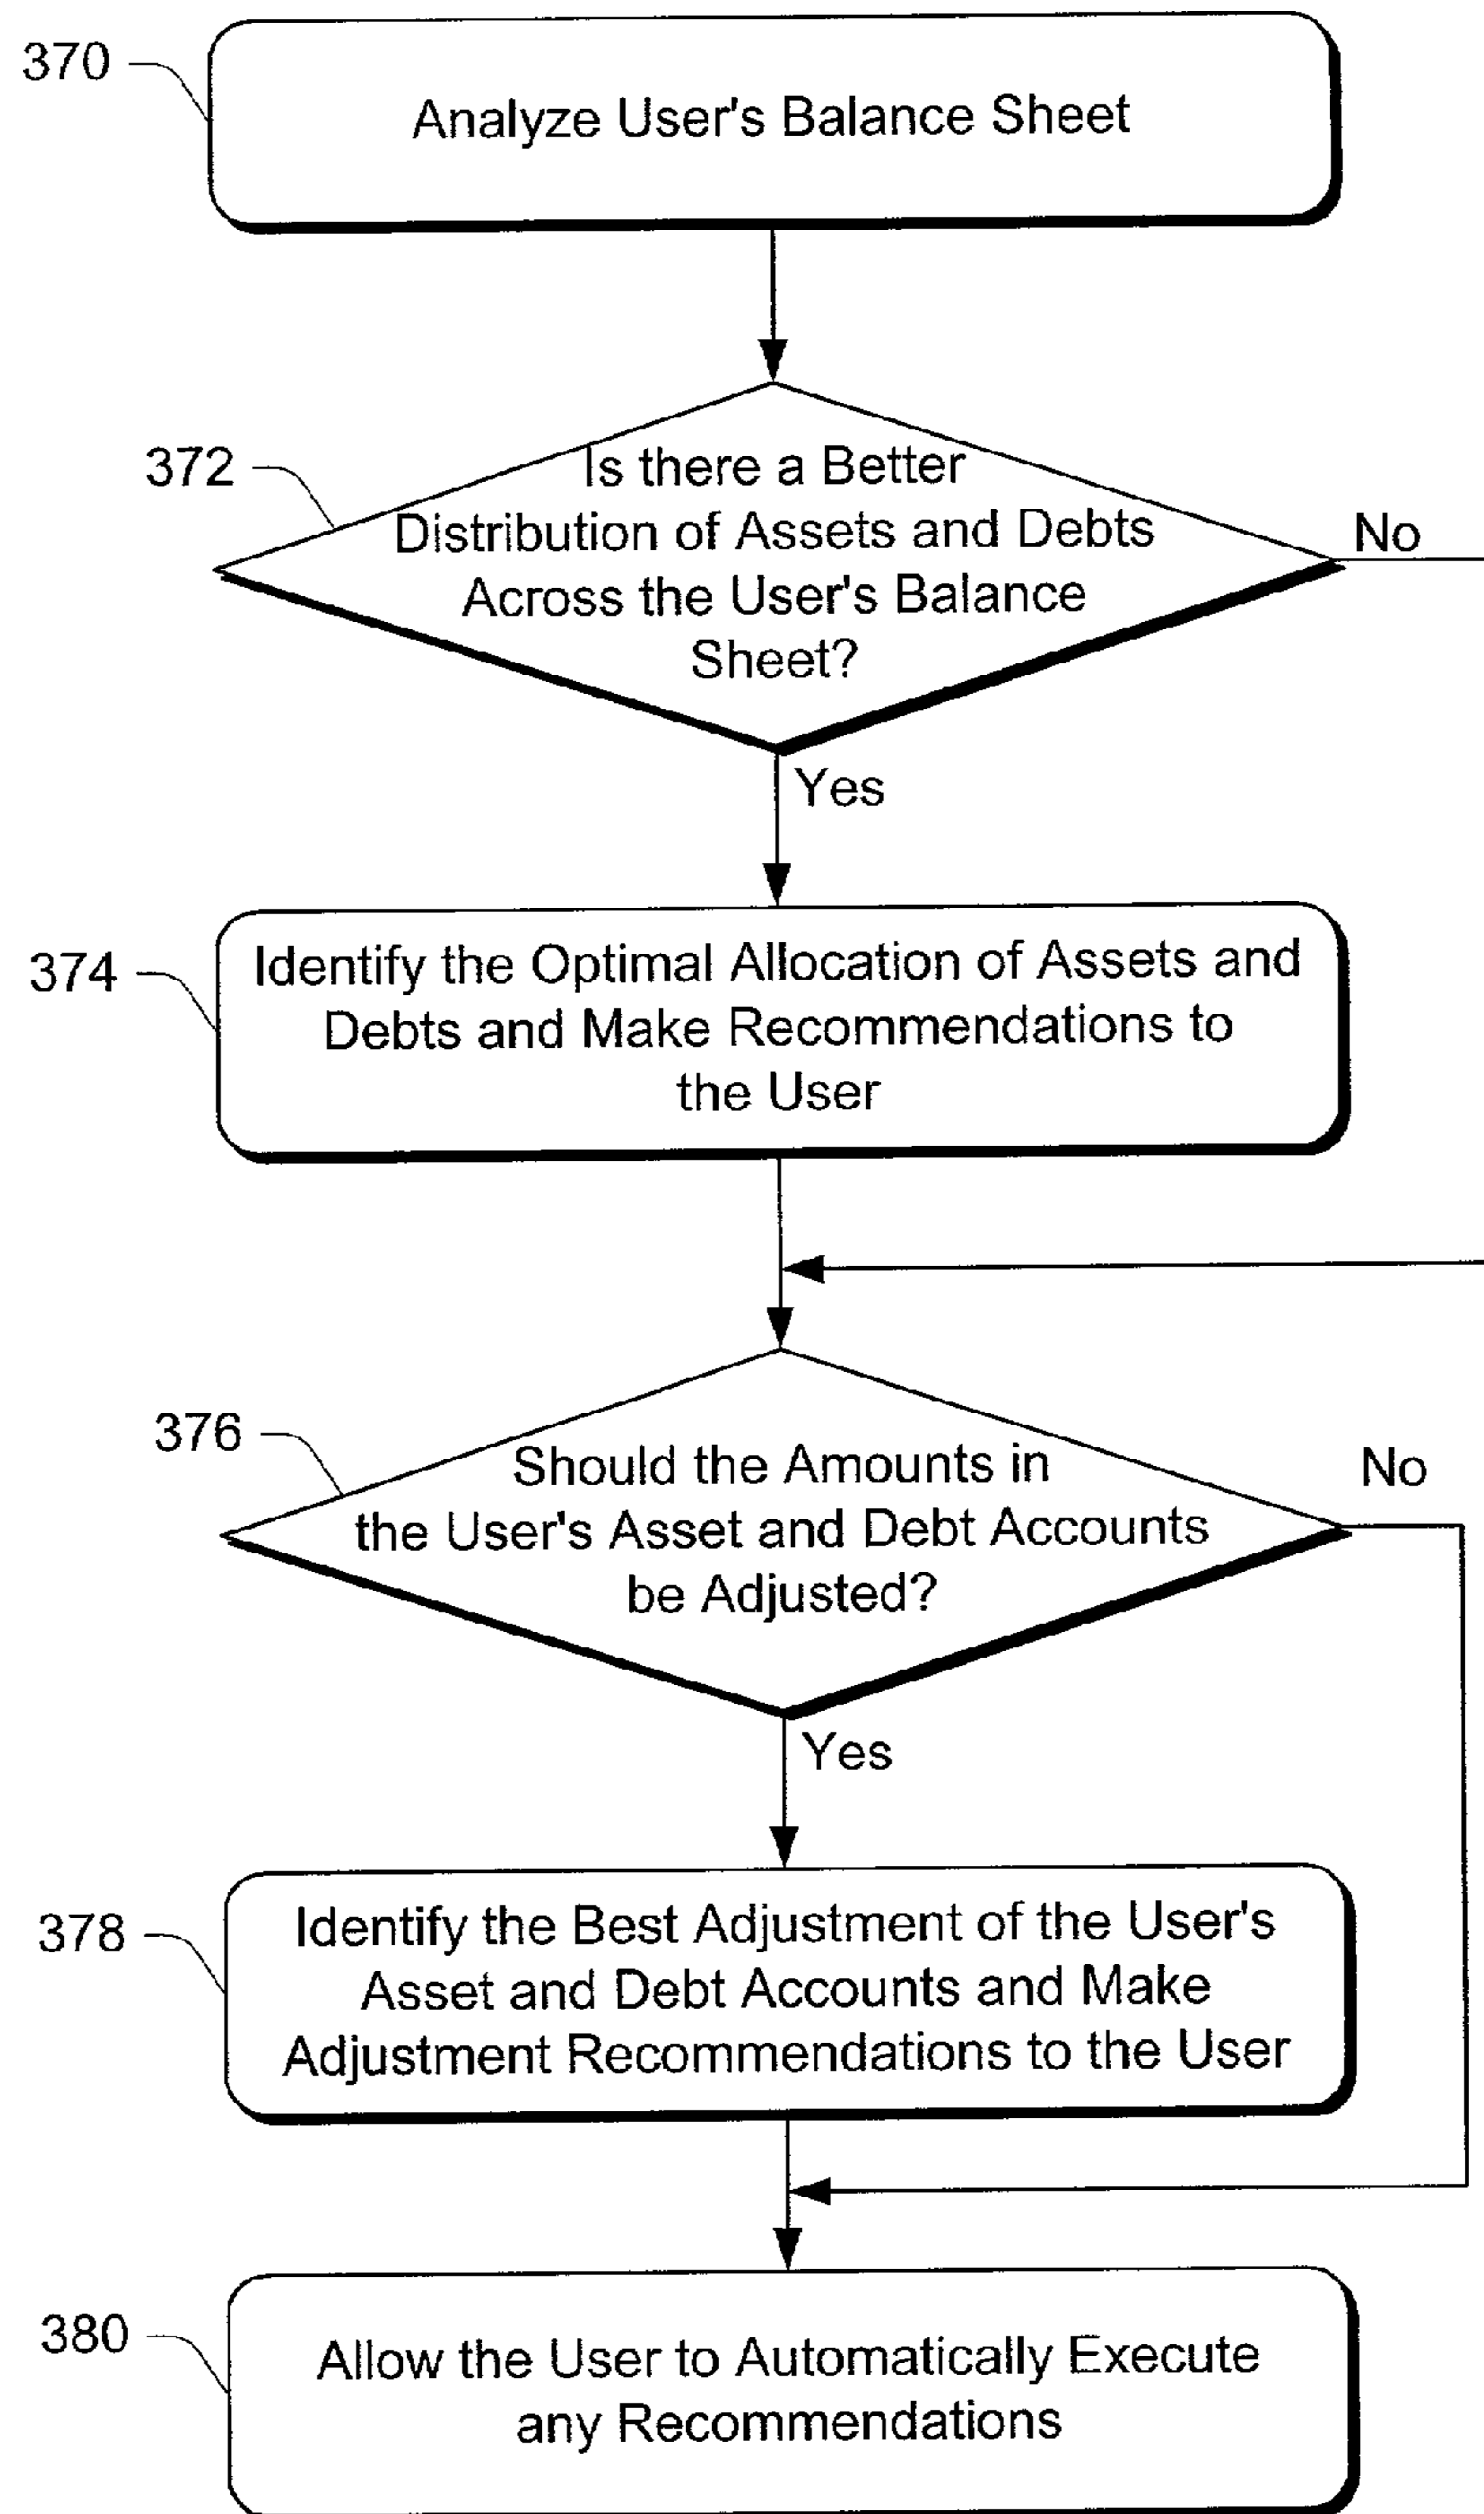 370
Analyze User's Balance Sheet
372
Is there a Better
Distribution of Assets and Debts
Across the User's Balance
Sheet?
No
Yes
374
Identify the Optimal Allocation of Assets and
Debts and Make Recommendations to
the User
376
Should the Amounts in
the User's Asset and Debt Accounts
be Adjusted?
No
Yes
378
Identify the Best Adjustment of the User's
Asset and Debt Accounts and Make
Adjustment Recommendations to the User
380
Allow the User to Automatically Execute
any Recommendations